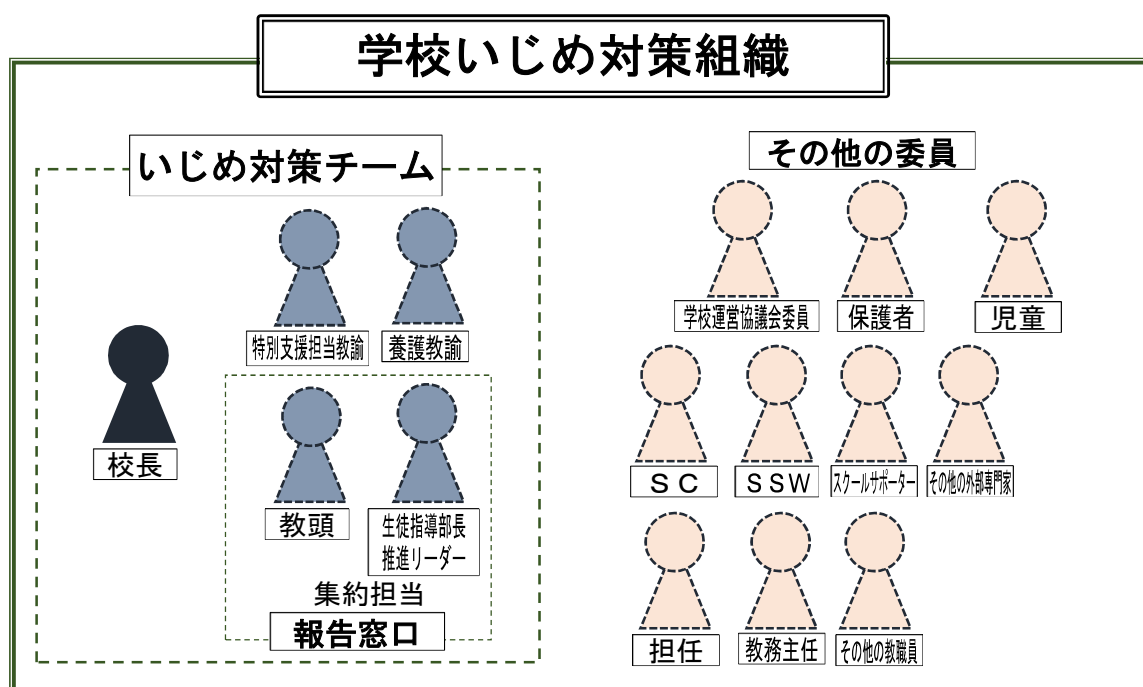 学校いじめ対策組織
いじめ対策チーム
特別支援担当教諭
養護教諭
校長
教頭
生徒指導部長
推進リーダー
集約担当
報告窓口
その他の委員
学校運営協議会委員
保護者
児童
ＳＣ
ＳＳＷ
スクールサポーター
その他の外部専門家
担任
教務主任
その他の教職員